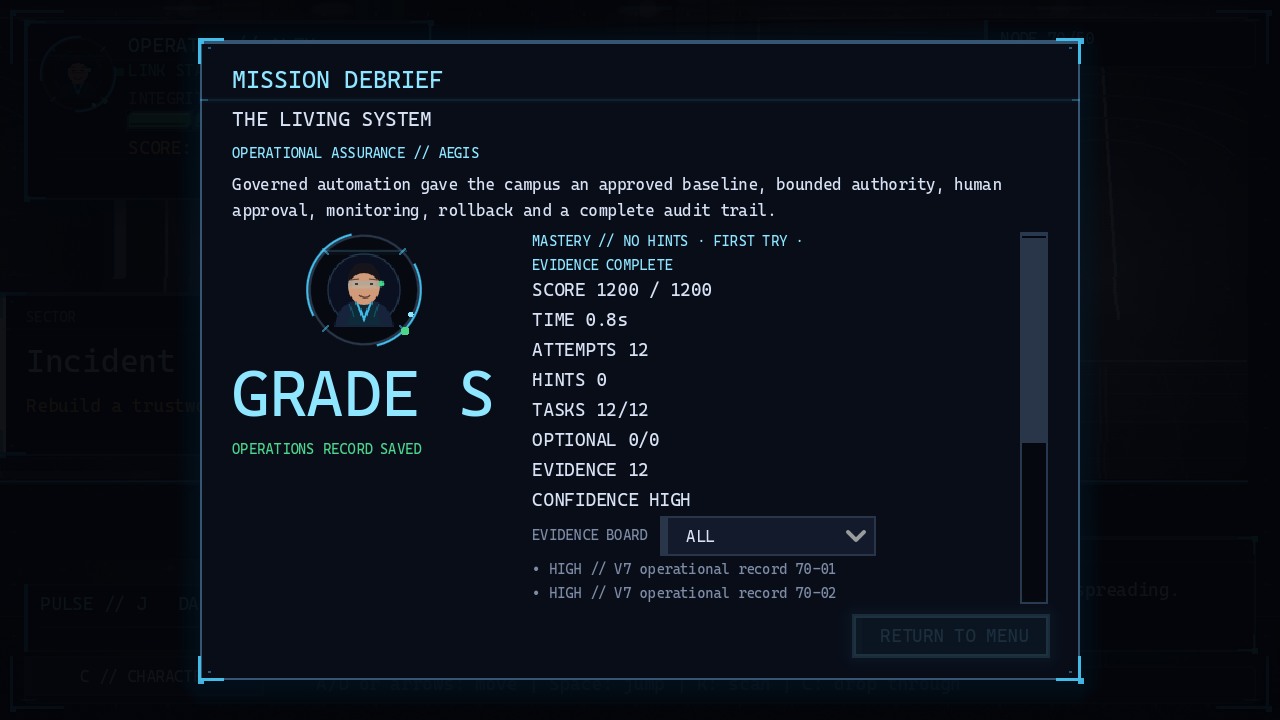 MISSION DEBRIEF
THE LIVING SYSTEM
OPERATIONAL ASSURANCE // AEGIS
Governed automation gave the campus an approved baseline, bounded authority, human
approval, monitoring, rollback and a complete audit trail.
GRADE S
OPERATIONS RECORD SAVED
MASTERY // NO HINTS · FIRST TRY ·
EVIDENCE COMPLETE
SCORE 1200 / 1200
TIME 0.8s
ATTEMPTS 12
HINTS 0
TASKS 12/12
OPTIONAL 0/0
EVIDENCE 12
CONFIDENCE HIGH
EVIDENCE BOARD ALL
• HIGH // V7 operational record 70-01
• HIGH // V7 operational record 70-02
RETURN TO MENU
SCORE:
SECTOR
Incident
Rebuild a
PULSE // J
C //